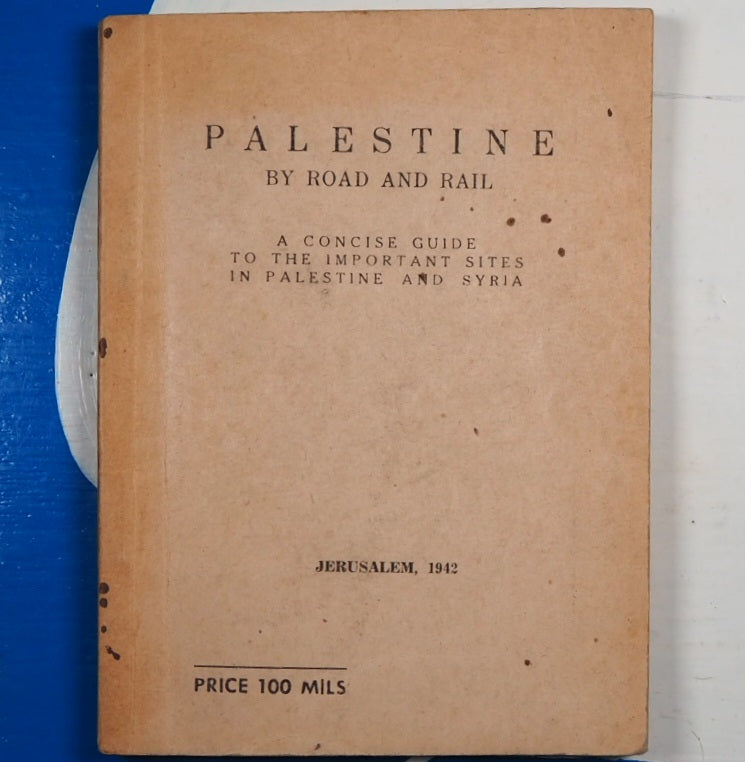 PALESTINE
BY ROAD AND RAIL
A CONCISE GUIDE
TO THE IMPORTANT SITES
IN PALESTINE AND SYRIA
JERUSALEM, 1942
PRICE 100 MILS